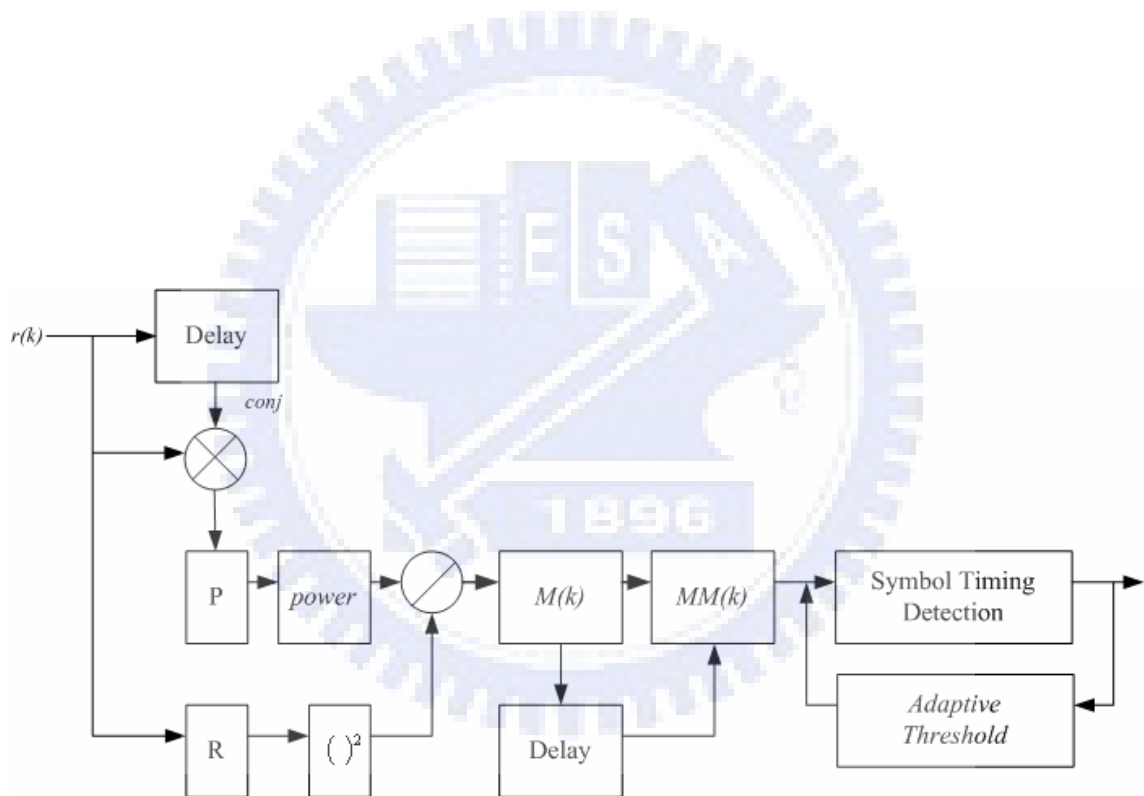 r(k)
Delay
conj
P
power
M(k)
MM(k)
Symbol Timing
Detection
R
( )²
Delay
Adaptive
Threshold
E S A
1896